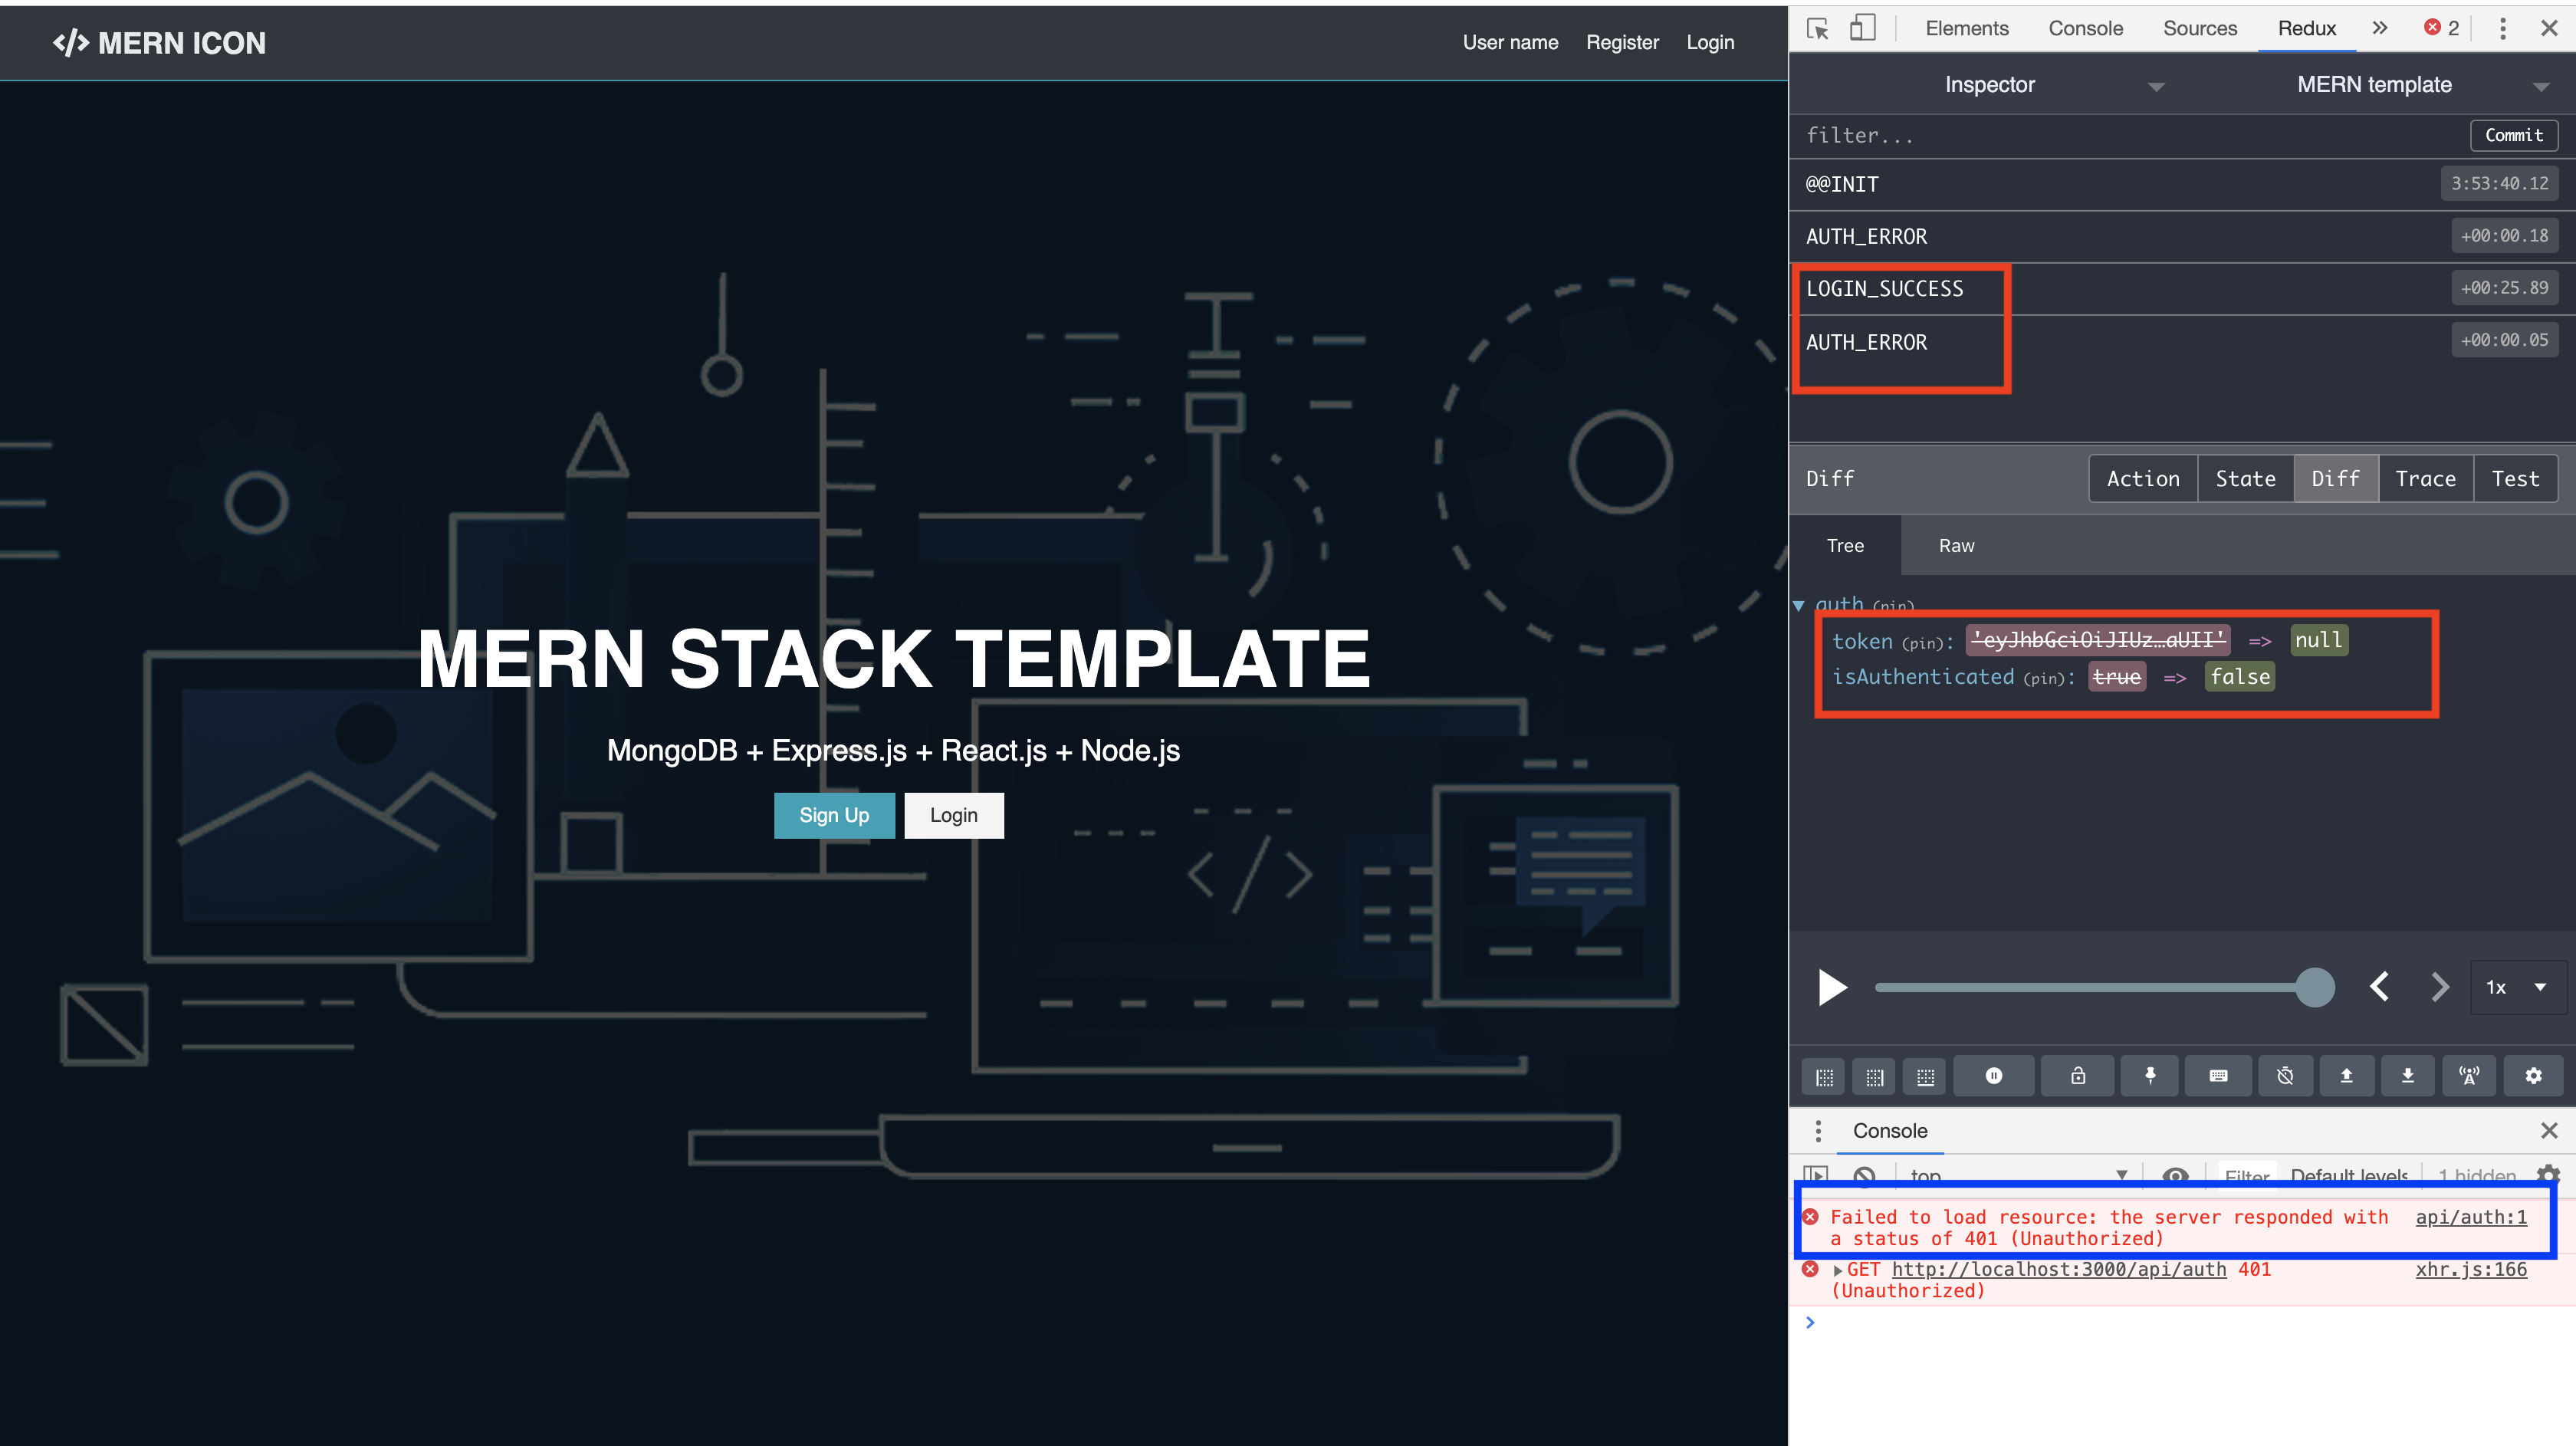 </> MERN ICON
User name Register Login
MERN STACK TEMPLATE
MongoDB + Express.js + React.js + Node.js
Sign Up Login
Elements Console Sources Redux » 2
Inspector MERN template
filter... Commit
@@INIT 3:53:40.12
AUTH_ERROR +00:00.18
LOGIN_SUCCESS +00:25.89
AUTH_ERROR +00:00.05
Diff Action State Diff Trace Test
Tree Raw
auth (pin)
token (pin): 'eyJhbGciOiJIUz…aUII' => null
isAuthenticated (pin): true => false
1x
Console
top Filter Default levels 1 hidden
Failed to load resource: the server responded with api/auth:1
a status of 401 (Unauthorized)
GET http://localhost:3000/api/auth 401 xhr.js:166
(Unauthorized)